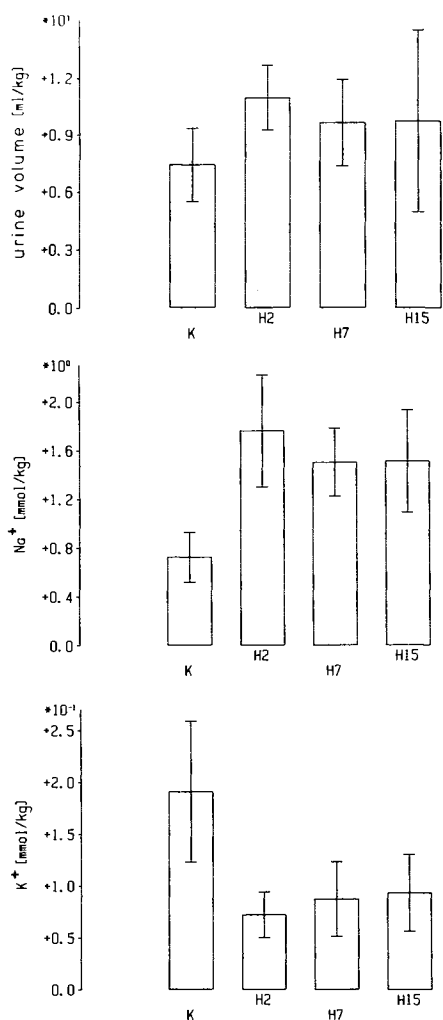 *10¹
urine volume [ml/kg]
+1.2
+0.9
+0.6
+0.3
0.0
H2 H15
K H7
*10⁰
Na⁺ [mmol/kg]
+2.0
+1.6
+1.2
+0.8
+0.4
0.0
H2 H15
K H7
*10⁻¹
K⁺ [mmol/kg]
+2.5
+2.0
+1.5
+1.0
+0.5
0.0
H2 H15
K H7